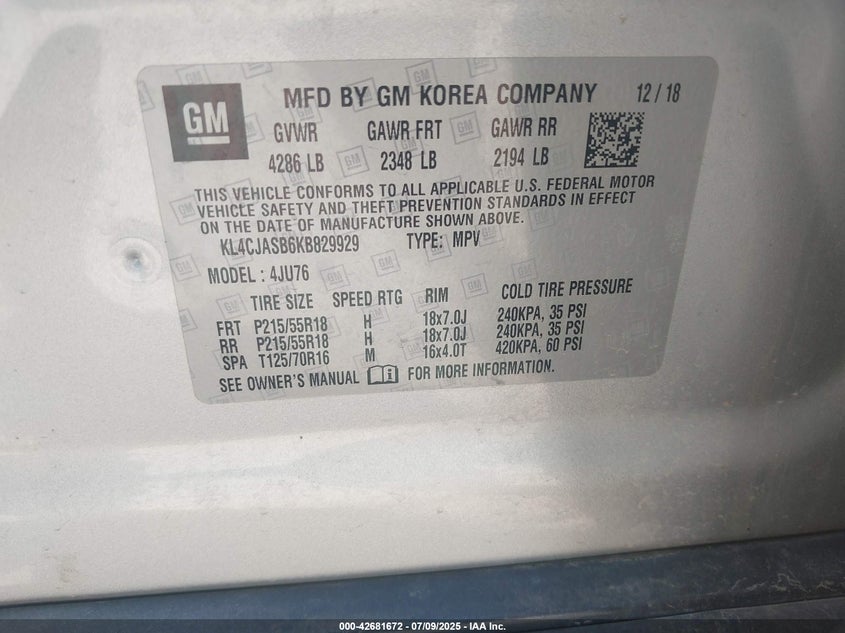 GM
MFD BY GM KOREA COMPANY 12 / 18
GVWR GAWR FRT GAWR RR
4286 LB 2348 LB 2194 LB
THIS VEHICLE CONFORMS TO ALL APPLICABLE U.S. FEDERAL MOTOR
VEHICLE SAFETY AND THEFT PREVENTION STANDARDS IN EFFECT
ON THE DATE OF MANUFACTURE SHOWN ABOVE.
KL4CJASB6KB829929 TYPE: MPV
MODEL : 4JU76
TIRE SIZE SPEED RTG RIM COLD TIRE PRESSURE
FRT P215/55R18 H 18x7.0J 240KPA, 35 PSI
RR P215/55R18 H 18x7.0J 240KPA, 35 PSI
SPA T125/70R16 M 16x4.0T 420KPA, 60 PSI
SEE OWNER'S MANUAL FOR MORE INFORMATION.
000-42681672 - 07/09/2025 - IAA Inc.